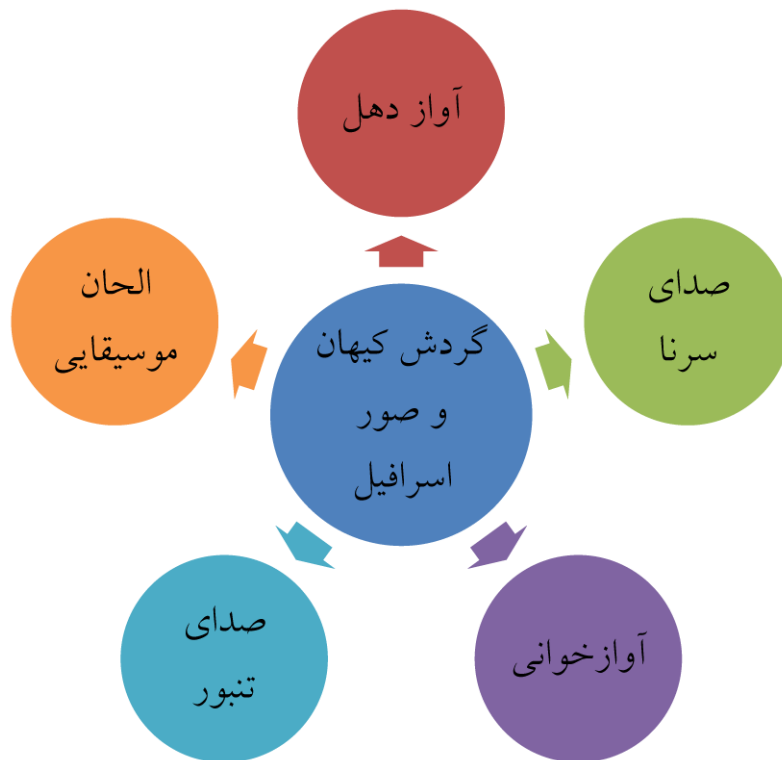 آواز دهل
صدای
سرنا
الحان
موسیقایی
گردش کیهان
و صور
اسرافیل
آوازخوانی
صدای
تنبور